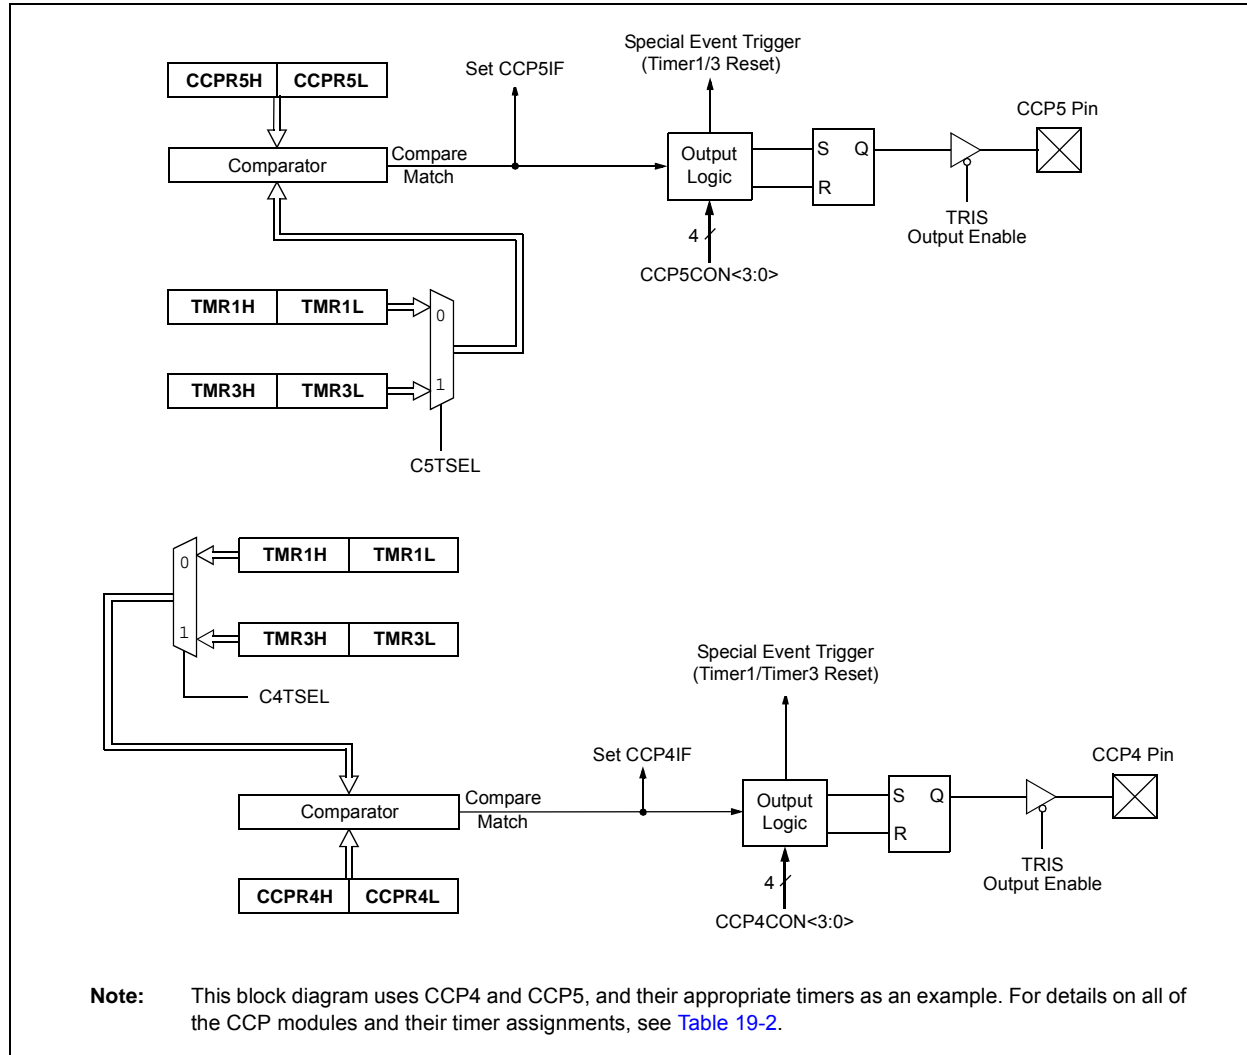 Special Event Trigger
(Timer1/3 Reset)
Set CCP5IF
CCPR5H CCPR5L
CCP5 Pin
Comparator
Compare
Match
Output
Logic
S Q
R
TRIS
Output Enable
4
CCP5CON<3:0>
TMR1H TMR1L
0
TMR3H TMR3L
1
C5TSEL
0
TMR1H TMR1L
1
TMR3H TMR3L
C4TSEL
Special Event Trigger
(Timer1/Timer3 Reset)
Set CCP4IF
CCP4 Pin
Comparator
Compare
Match
Output
Logic
S Q
R
TRIS
Output Enable
4
CCPR4H CCPR4L
CCP4CON<3:0>
Note: This block diagram uses CCP4 and CCP5, and their appropriate timers as an example. For details on all of
the CCP modules and their timer assignments, see Table 19-2.